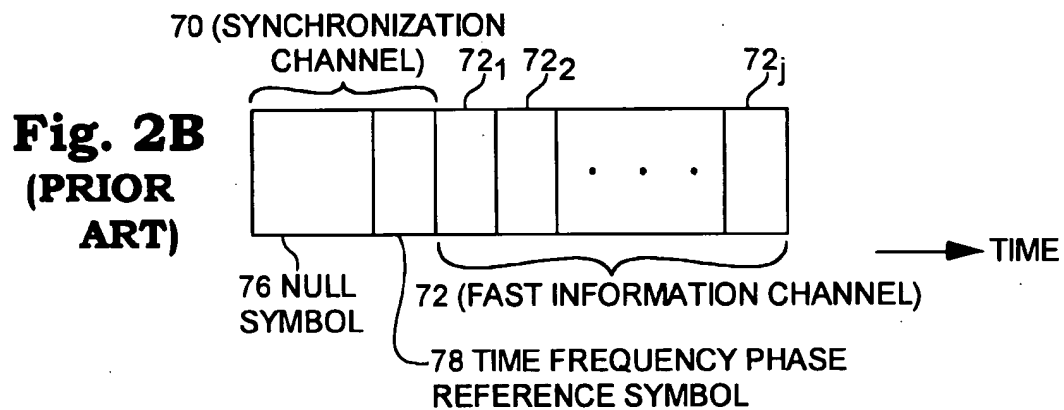 70 (SYNCHRONIZATION
CHANNEL)
72₁
72₂
72ⱼ
Fig. 2B
(PRIOR
ART)
. . .
TIME
76 NULL
SYMBOL
72 (FAST INFORMATION CHANNEL)
78 TIME FREQUENCY PHASE
REFERENCE SYMBOL